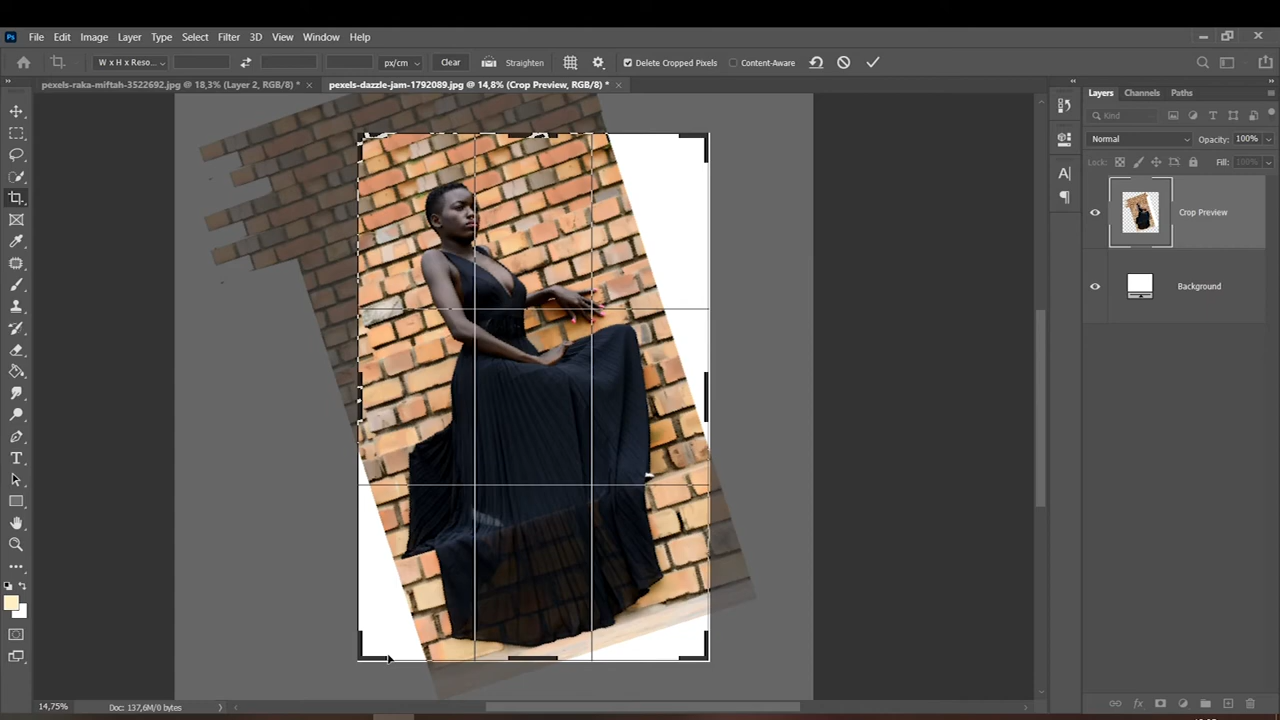 Ps File Edit Image Layer Type Select Filter 3D View Window Help
W x H x Reso... px/cm Clear Straighten Delete Cropped Pixels Content-Aware
pexels-raka-miftah-3522692.jpg @ 18,3% (Layer 2, RGB/8) * × pexels-dazzle-jam-1792089.jpg @ 14,8% (Crop Preview, RGB/8) * ×
Layers Channels Paths
Kind
Normal Opacity: 100%
Lock: Fill: 100%
Crop Preview
Background
14,75% Doc: 137,6M/0 bytes